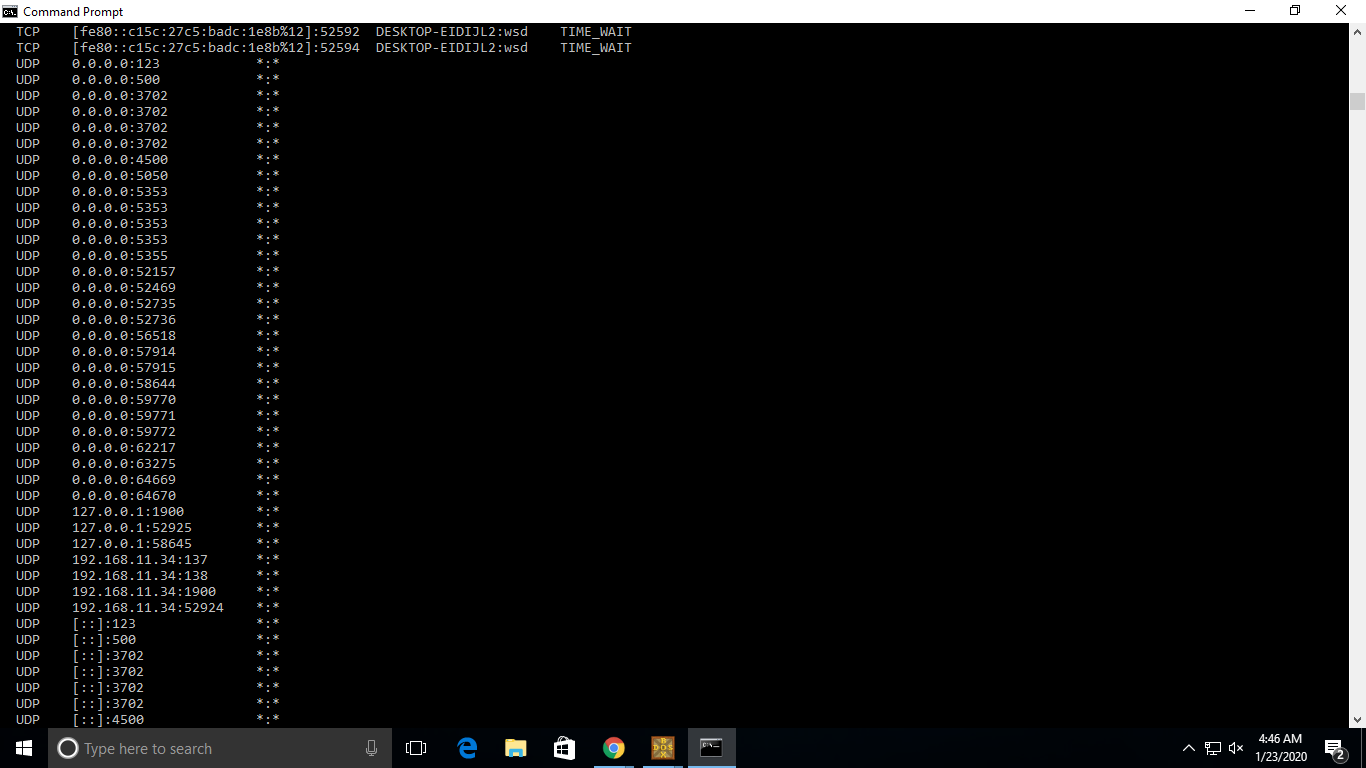 Command Prompt
TCP    [fe80::c15c:27c5:badc:1e8b%12]:52592  DESKTOP-EIDIJL2:wsd    TIME_WAIT
TCP    [fe80::c15c:27c5:badc:1e8b%12]:52594  DESKTOP-EIDIJL2:wsd    TIME_WAIT
UDP    0.0.0.0:123            *:*
UDP    0.0.0.0:500            *:*
UDP    0.0.0.0:3702           *:*
UDP    0.0.0.0:3702           *:*
UDP    0.0.0.0:3702           *:*
UDP    0.0.0.0:3702           *:*
UDP    0.0.0.0:4500           *:*
UDP    0.0.0.0:5050           *:*
UDP    0.0.0.0:5353           *:*
UDP    0.0.0.0:5353           *:*
UDP    0.0.0.0:5353           *:*
UDP    0.0.0.0:5353           *:*
UDP    0.0.0.0:5355           *:*
UDP    0.0.0.0:52157          *:*
UDP    0.0.0.0:52469          *:*
UDP    0.0.0.0:52735          *:*
UDP    0.0.0.0:52736          *:*
UDP    0.0.0.0:56518          *:*
UDP    0.0.0.0:57914          *:*
UDP    0.0.0.0:57915          *:*
UDP    0.0.0.0:58644          *:*
UDP    0.0.0.0:59770          *:*
UDP    0.0.0.0:59771          *:*
UDP    0.0.0.0:59772          *:*
UDP    0.0.0.0:62217          *:*
UDP    0.0.0.0:63275          *:*
UDP    0.0.0.0:64669          *:*
UDP    0.0.0.0:64670          *:*
UDP    127.0.0.1:1900         *:*
UDP    127.0.0.1:52925        *:*
UDP    127.0.0.1:58645        *:*
UDP    192.168.11.34:137      *:*
UDP    192.168.11.34:138      *:*
UDP    192.168.11.34:1900     *:*
UDP    192.168.11.34:52924    *:*
UDP    [::]:123               *:*
UDP    [::]:500               *:*
UDP    [::]:3702              *:*
UDP    [::]:3702              *:*
UDP    [::]:3702              *:*
UDP    [::]:3702              *:*
UDP    [::]:4500              *:*
Type here to search
DOS
4:46 AM
1/23/2020
2